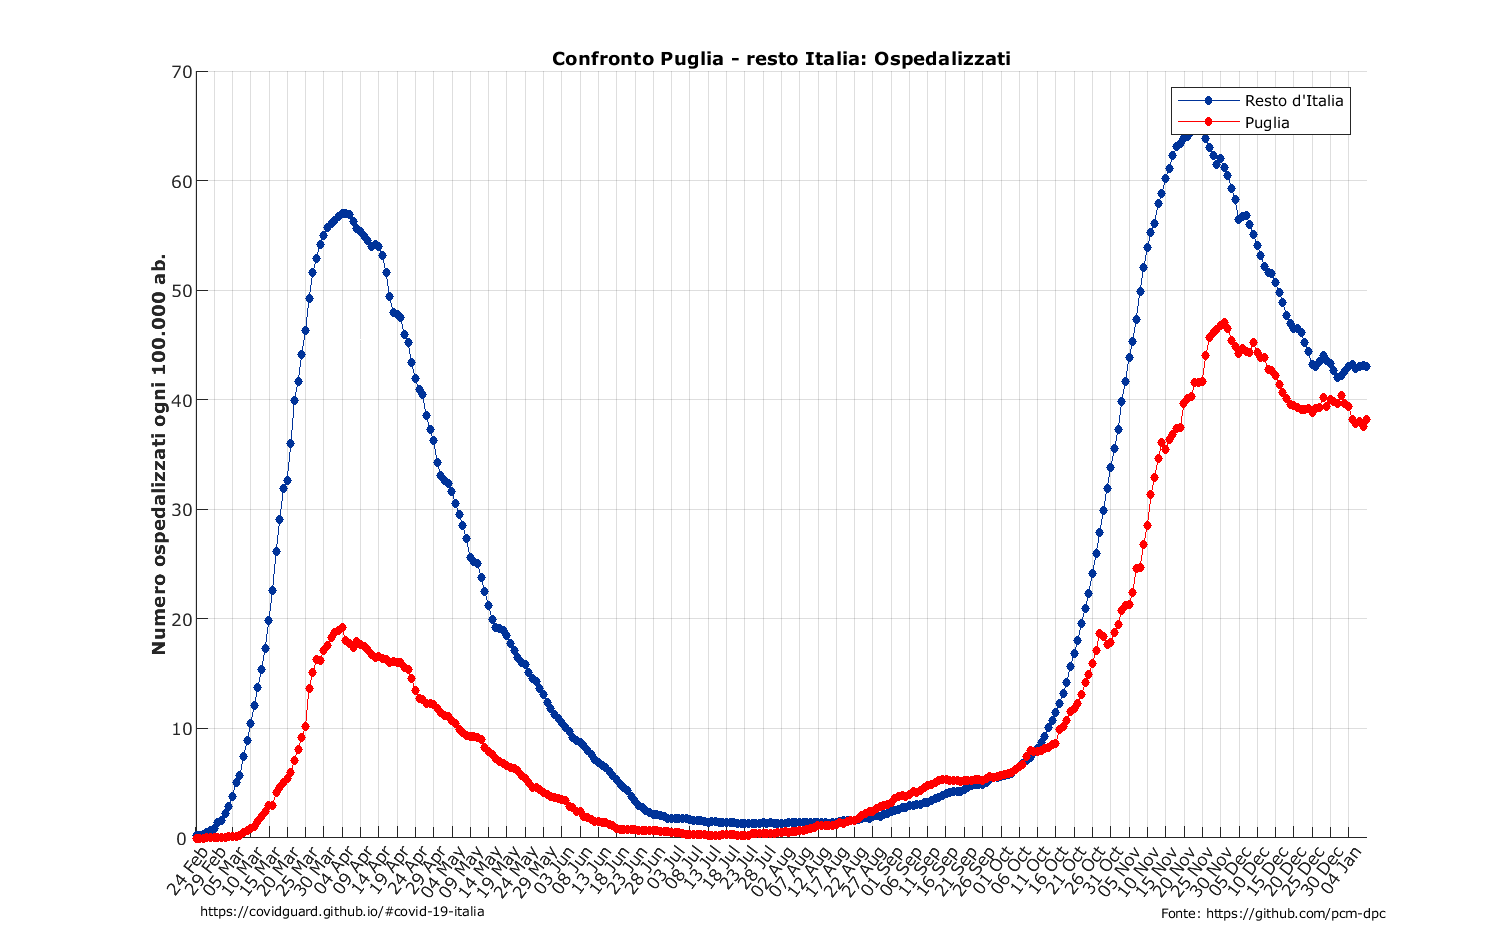 Confronto Puglia - resto Italia: Ospedalizzati
Numero ospedalizzati ogni 100.000 ab.
70
60
50
40
30
20
10
0
Resto d'Italia
Puglia
24 Feb
29 Feb
05 Mar
10 Mar
15 Mar
20 Mar
25 Mar
30 Mar
04 Apr
09 Apr
14 Apr
19 Apr
24 Apr
29 Apr
04 May
09 May
14 May
19 May
24 May
29 May
03 Jun
08 Jun
13 Jun
18 Jun
23 Jun
28 Jun
03 Jul
08 Jul
13 Jul
18 Jul
23 Jul
28 Jul
02 Aug
07 Aug
12 Aug
17 Aug
22 Aug
27 Aug
01 Sep
06 Sep
11 Sep
16 Sep
21 Sep
26 Sep
01 Oct
06 Oct
11 Oct
16 Oct
21 Oct
26 Oct
31 Oct
05 Nov
10 Nov
15 Nov
20 Nov
25 Nov
30 Nov
05 Dec
10 Dec
15 Dec
20 Dec
25 Dec
30 Dec
04 Jan
https://covidguard.github.io/#covid-19-italia
Fonte: https://github.com/pcm-dpc